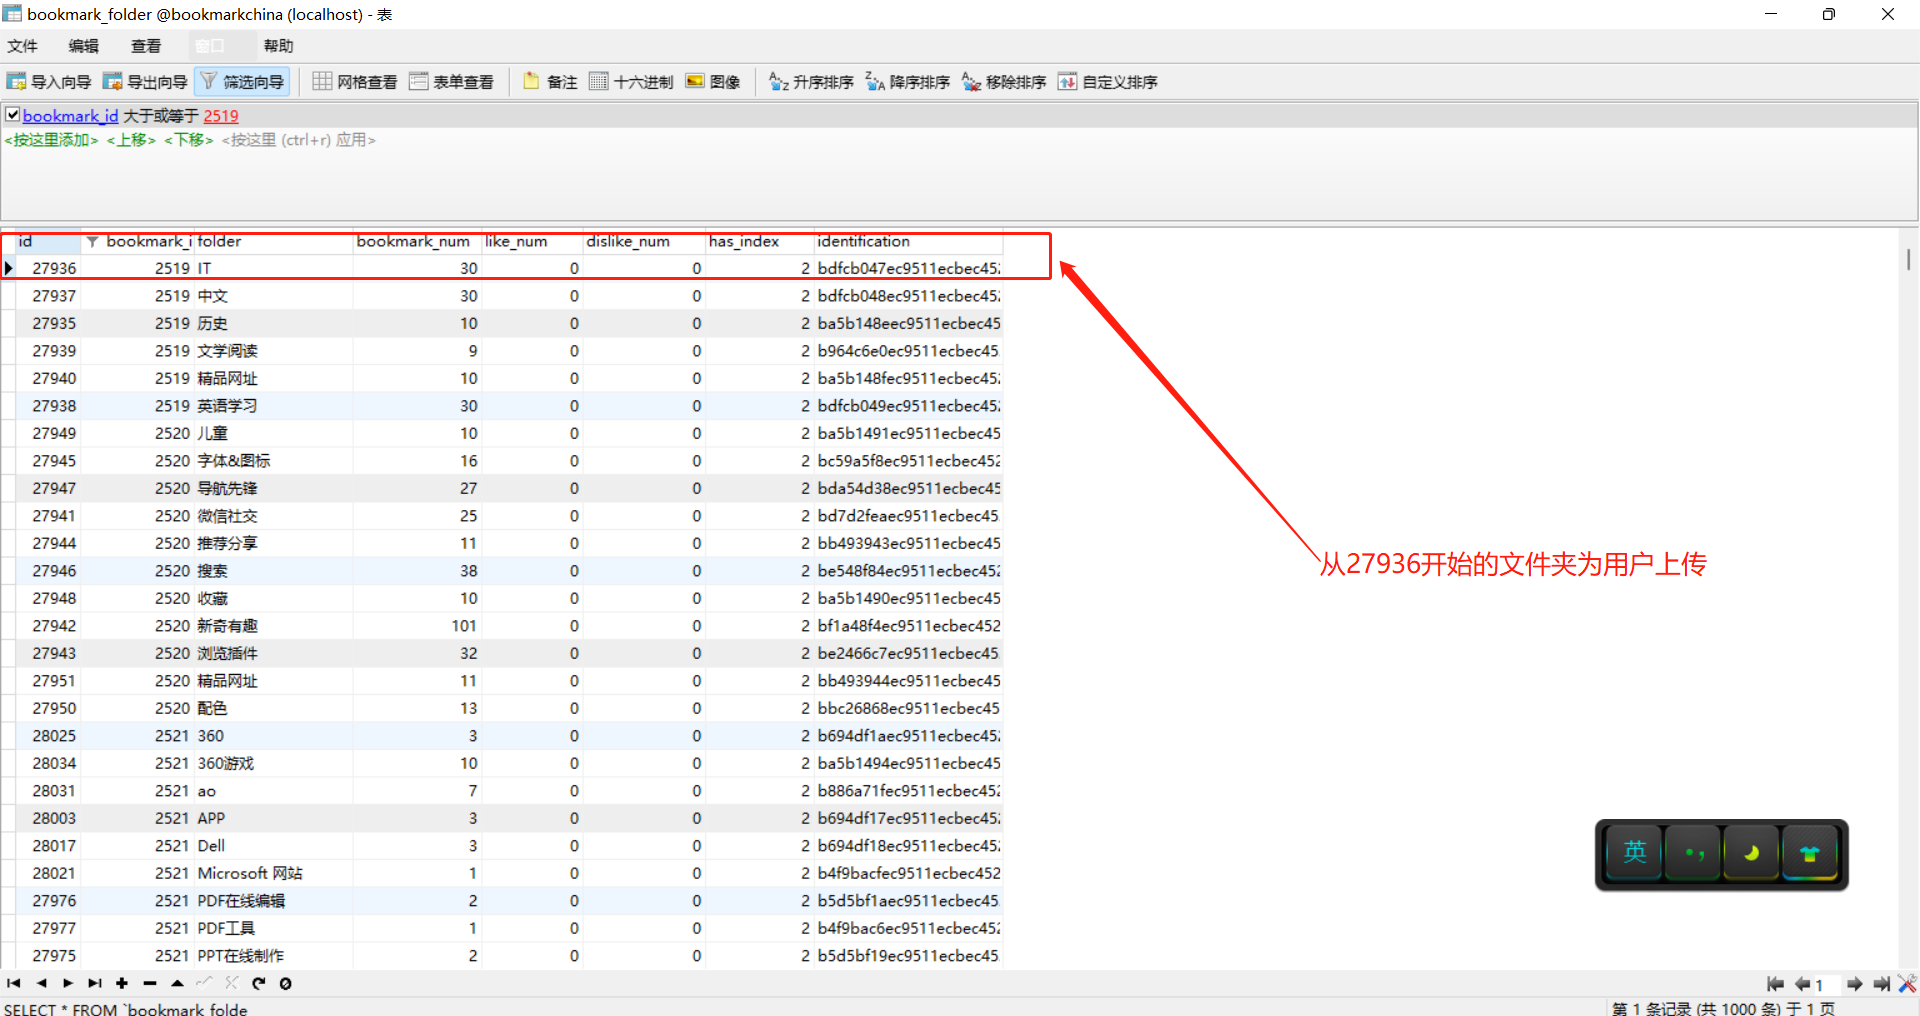 bookmark_folder @bookmarkchina (localhost) - 表
文件 编辑 查看 窗口 帮助
导入向导 导出向导 筛选向导 网格查看 表单查看 备注 十六进制 图像 升序排序 降序排序 移除排序 自定义排序
bookmark_id 大于或等于 2519
<按这里添加> <上移> <下移> <按这里 (ctrl+r) 应用>
id bookmark_i folder bookmark_num like_num dislike_num has_index identification
27936 2519 IT 30 0 0 2 bdfcb047ec9511ecbec452
27937 2519 中文 30 0 0 2 bdfcb048ec9511ecbec452
27935 2519 历史 10 0 0 2 ba5b148eec9511ecbec45
27939 2519 文学阅读 9 0 0 2 b964c6e0ec9511ecbec45
27940 2519 精品网址 10 0 0 2 ba5b148fec9511ecbec452
27938 2519 英语学习 30 0 0 2 bdfcb049ec9511ecbec452
27949 2520 儿童 10 0 0 2 ba5b1491ec9511ecbec45
27945 2520 字体&图标 16 0 0 2 bc59a5f8ec9511ecbec452
27947 2520 导航先锋 27 0 0 2 bda54d38ec9511ecbec45
27941 2520 微信社交 25 0 0 2 bd7d2feaec9511ecbec45
27944 2520 推荐分享 11 0 0 2 bb493943ec9511ecbec45
27946 2520 搜索 38 0 0 2 be548f84ec9511ecbec452
27948 2520 收藏 10 0 0 2 ba5b1490ec9511ecbec45
27942 2520 新奇有趣 101 0 0 2 bf1a48f4ec9511ecbec452
27943 2520 浏览插件 32 0 0 2 be2466c7ec9511ecbec45
27951 2520 精品网址 11 0 0 2 bb493944ec9511ecbec45
27950 2520 配色 13 0 0 2 bbc26868ec9511ecbec45
28025 2521 360 3 0 0 2 b694df1aec9511ecbec452
28034 2521 360游戏 10 0 0 2 ba5b1494ec9511ecbec45
28031 2521 ao 7 0 0 2 b886a71fec9511ecbec452
28003 2521 APP 3 0 0 2 b694df17ec9511ecbec452
28017 2521 Dell 3 0 0 2 b694df18ec9511ecbec452
28021 2521 Microsoft 网站 1 0 0 2 b4f9bacfec9511ecbec452
27976 2521 PDF在线编辑 2 0 0 2 b5d5bf1aec9511ecbec45
27977 2521 PDF工具 1 0 0 2 b4f9bac6ec9511ecbec452
27975 2521 PPT在线制作 2 0 0 2 b5d5bf19ec9511ecbec45
从27936开始的文件夹为用户上传
英
1
SELECT * FROM `bookmark_folde
第 1 条记录 (共 1000 条) 于 1 页